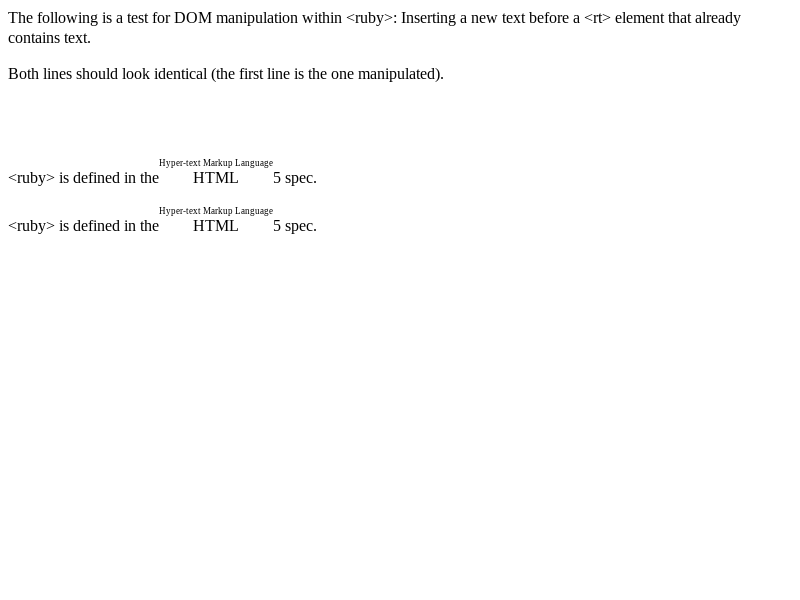 The following is a test for DOM manipulation within <ruby>: Inserting a new text before a <rt> element that already
contains text.
Both lines should look identical (the first line is the one manipulated).
Hyper-text Markup Language
<ruby> is defined in the HTML 5 spec.
Hyper-text Markup Language
<ruby> is defined in the HTML 5 spec.